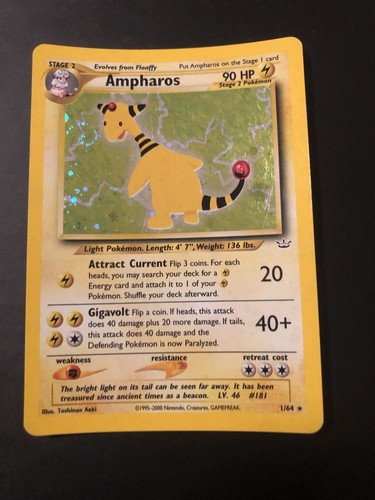 STAGE 2 Evolves from Flaaffy Put Ampharos on the Stage 1 card
Ampharos 90 HP
Stage 2 Pokémon
Light Pokémon. Length: 4' 7", Weight: 136 lbs.
Attract Current Flip 3 coins. For each
heads, you may search your deck for a
Energy card and attach it to 1 of your
Pokémon. Shuffle your deck afterward.
20
Gigavolt Flip a coin. If heads, this attack
does 40 damage plus 20 more damage. If tails,
this attack does 40 damage and the
Defending Pokémon is now Paralyzed.
40+
weakness resistance retreat cost
The bright light on its tail can be seen far away. It has been
treasured since ancient times as a beacon. LV. 46 #181
Illus. Toshinao Aoki ©1995-2000 Nintendo, Creatures, GAMEFREAK. 1/64 ★